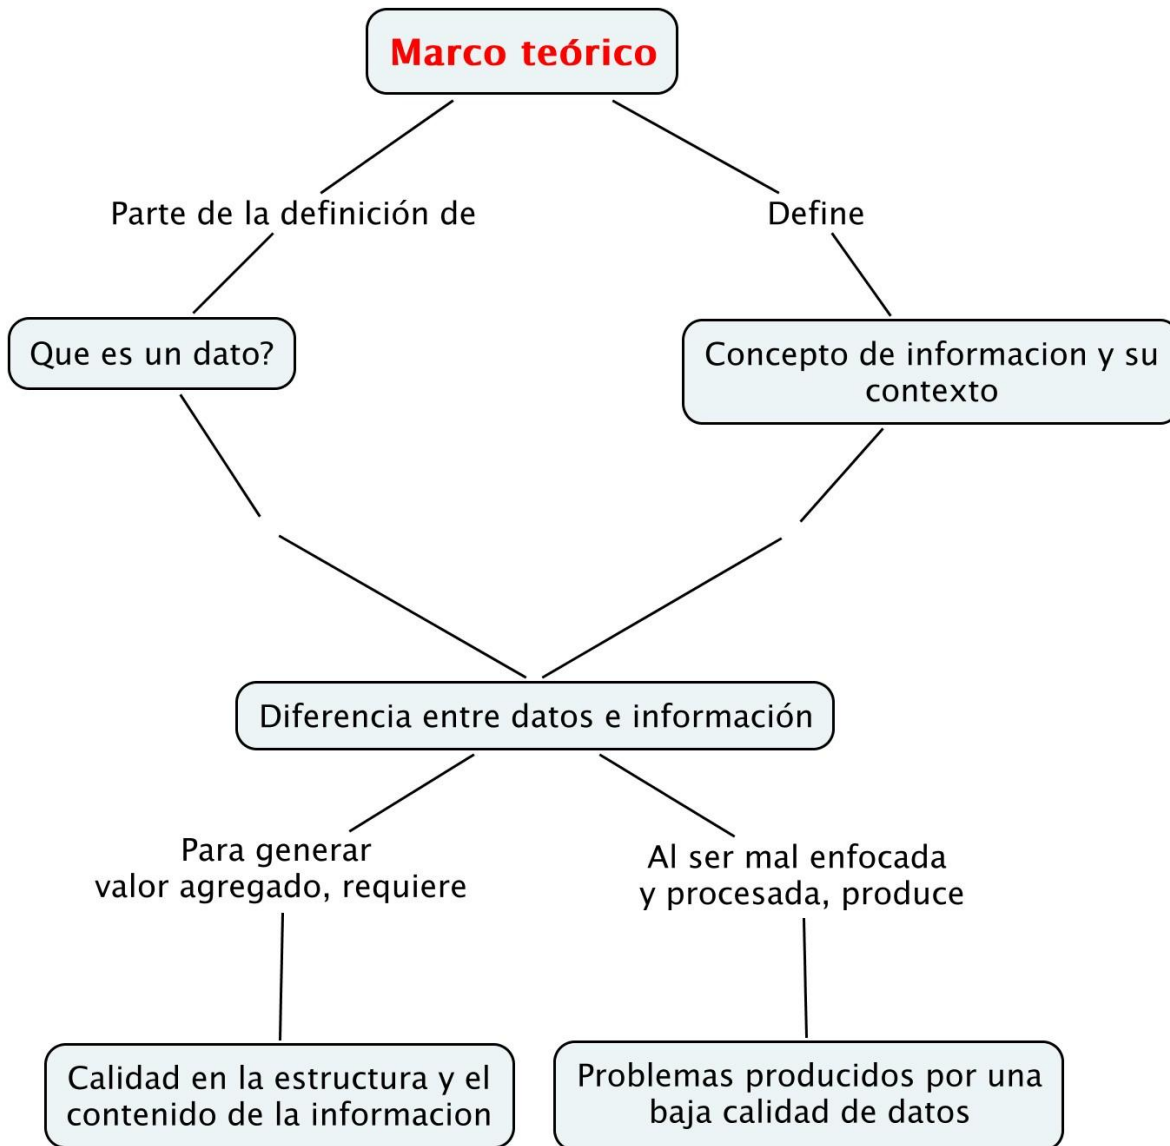 Marco teórico
Parte de la definición de
Define
Que es un dato?
Concepto de informacion y su
contexto
Diferencia entre datos e información
Para generar
valor agregado, requiere
Al ser mal enfocada
y procesada, produce
Calidad en la estructura y el
contenido de la informacion
Problemas producidos por una
baja calidad de datos